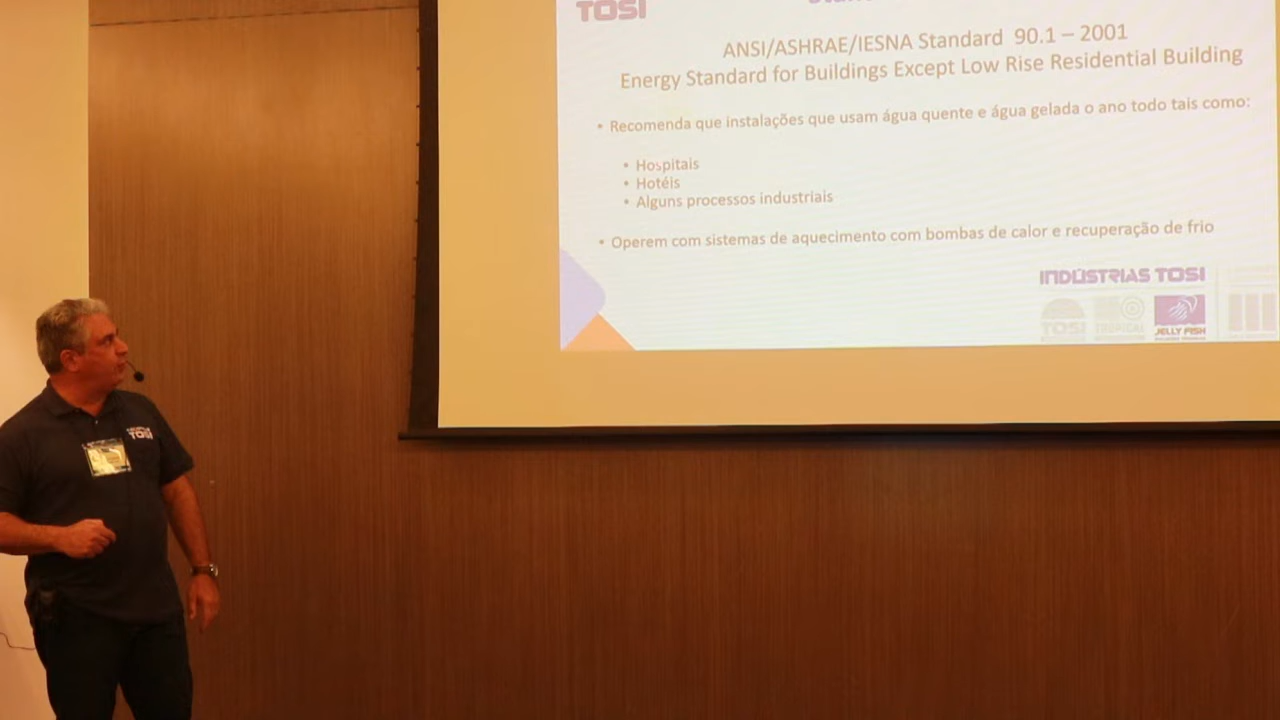 TOSI
ANSI/ASHRAE/IESNA Standard 90.1 – 2001
Energy Standard for Buildings Except Low Rise Residential Building
• Recomenda que instalações que usam água quente e água gelada o ano todo tais como:
• Hospitais
• Hotéis
• Alguns processos industriais
• Operem com sistemas de aquecimento com bombas de calor e recuperação de frio
INDÚSTRIAS TOSI
TOSI
TROPICAL
JELLY FISH
TOSI